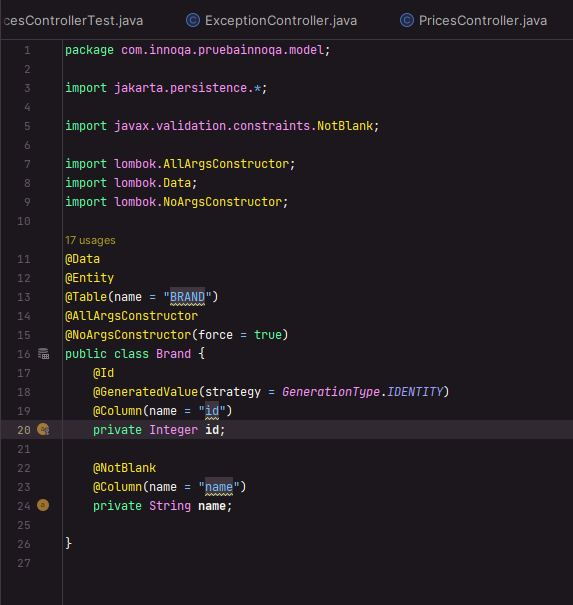 cesControllerTest.java ExceptionController.java PricesController.java
1 package com.innoqa.pruebainnoqa.model;
2
3 import jakarta.persistence.*;
4
5 import javax.validation.constraints.NotBlank;
6
7 import lombok.AllArgsConstructor;
8 import lombok.Data;
9 import lombok.NoArgsConstructor;
10
17 usages
11 @Data
12 @Entity
13 @Table(name = "BRAND")
14 @AllArgsConstructor
15 @NoArgsConstructor(force = true)
16 public class Brand {
17 @Id
18 @GeneratedValue(strategy = GenerationType.IDENTITY)
19 @Column(name = "id")
20 private Integer id;
21
22 @NotBlank
23 @Column(name = "name")
24 private String name;
25
26 }
27